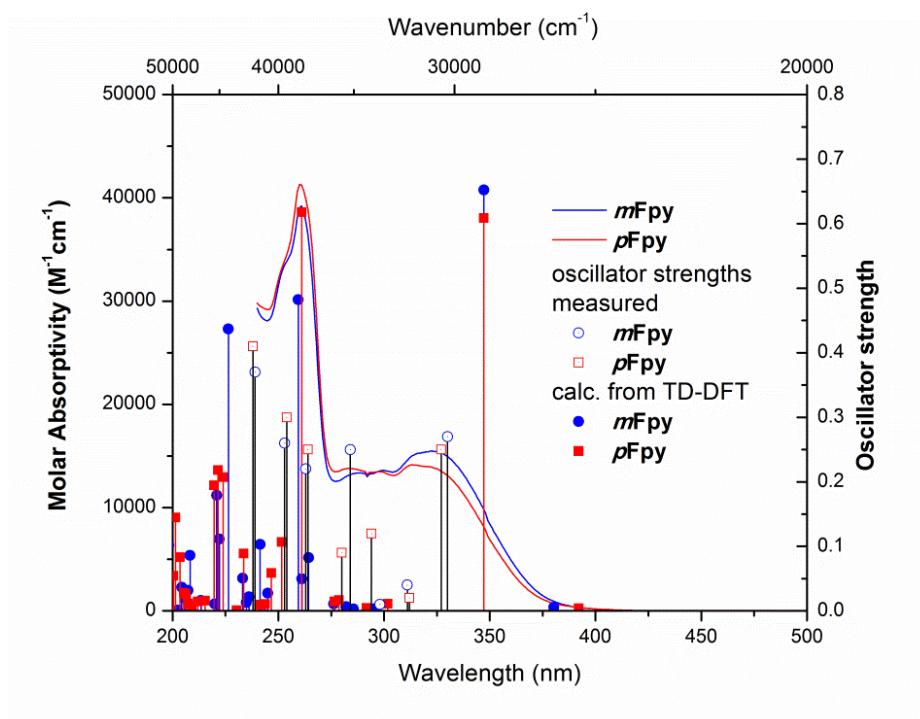 Wavenumber (cm⁻¹)
50000 40000 30000 20000
50000 0.8
0.7
40000
0.6
mFpy
pFpy
oscillator strengths
measured
mFpy
pFpy
calc. from TD-DFT
mFpy
pFpy
30000
0.5
0.4
20000
0.3
0.2
10000
0.1
0 0.0
200 250 300 350 400 450 500
Wavelength (nm)
Molar Absorptivity (M⁻¹cm⁻¹)
Oscillator strength